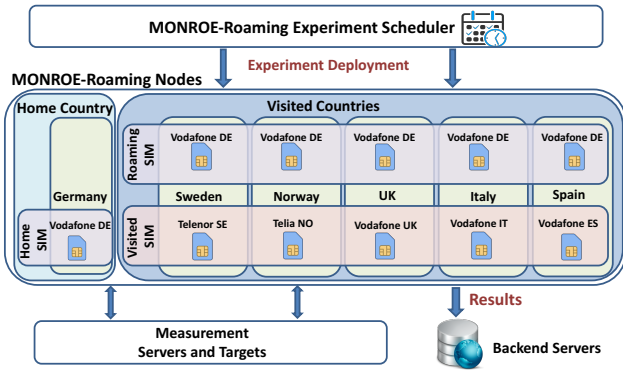 MONROE-Roaming Experiment Scheduler
Experiment Deployment
MONROE-Roaming Nodes
Home Country
Visited Countries
Roaming
SIM
Vodafone DE
Vodafone DE
Vodafone DE
Vodafone DE
Vodafone DE
Germany
Sweden
Norway
UK
Italy
Spain
Home
SIM
Vodafone DE
Visited
SIM
Telenor SE
Telia NO
Vodafone UK
Vodafone IT
Vodafone ES
Results
Measurement
Servers and Targets
Backend Servers